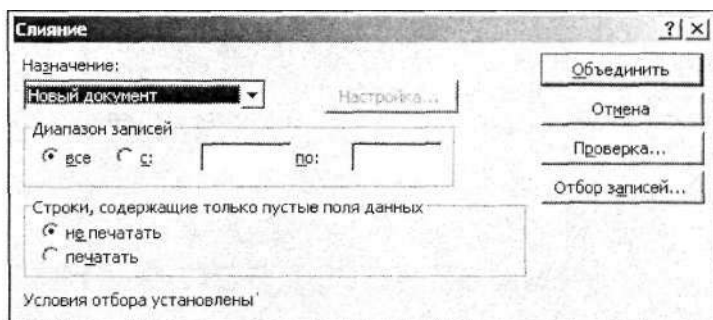 Слияние
Назначение:
Новый документ
Настройка...
Диапазон записей
все с: по:
Строки, содержащие только пустые поля данных
не печатать
печатать
Условия отбора установлены
Объединить
Отмена
Проверка...
Отбор записей...